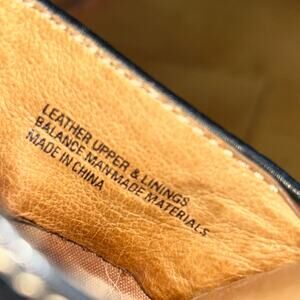 LEATHER UPPER & LININGS
BALANCE MAN MADE MATERIALS
MADE IN CHINA